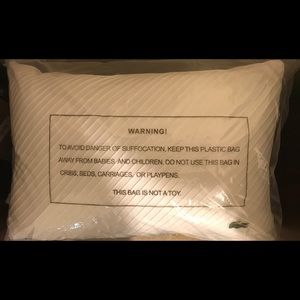 WARNING!
TO AVOID DANGER OF SUFFOCATION, KEEP THIS PLASTIC BAG
AWAY FROM BABIES AND CHILDREN. DO NOT USE THIS BAG IN
CRIBS, BEDS, CARRIAGES, OR PLAYPENS.
THIS BAG IS NOT A TOY.